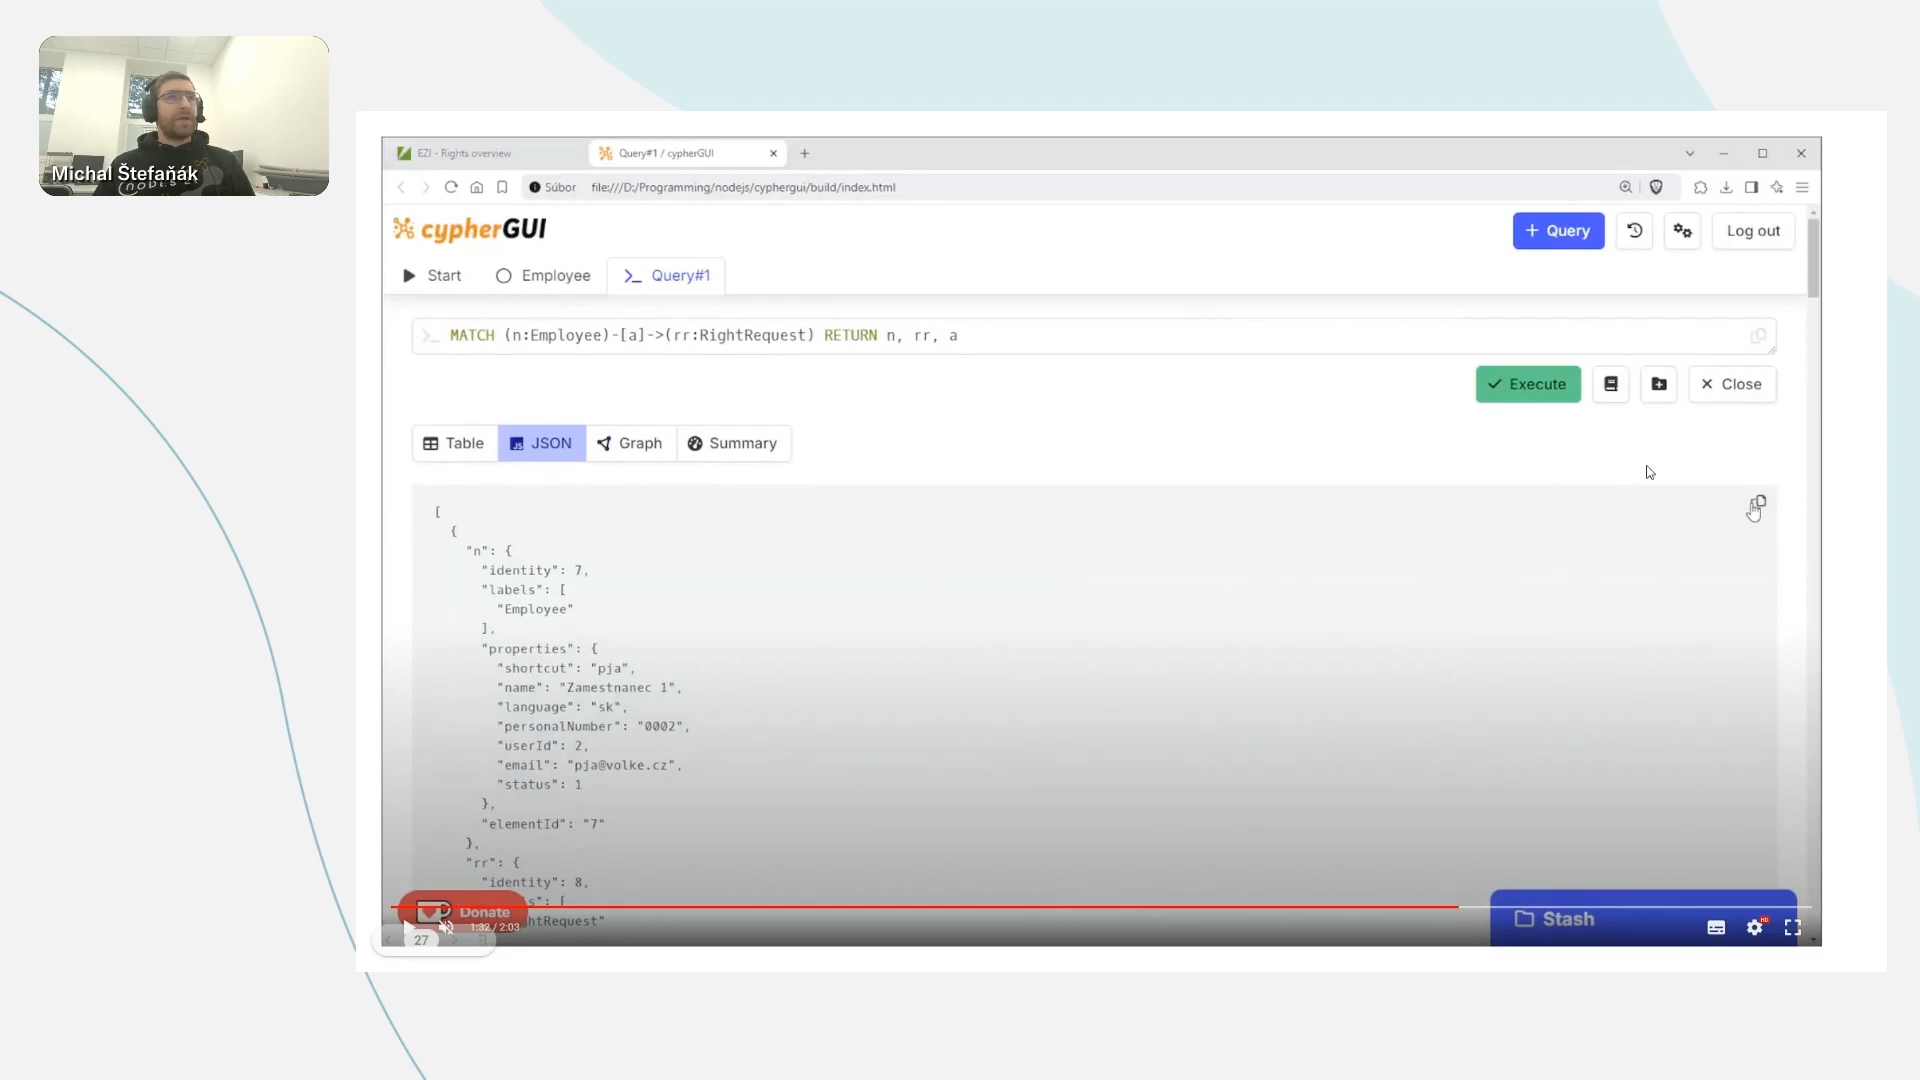 Michal Štefaňák
EZI - Rights overview
Query#1 / cypherGUI
Súbor file:///D:/Programming/nodejs/cyphergui/build/index.html
cypherGUI
+ Query
Log out
Start
Employee
>_ Query#1
>_ MATCH (n:Employee)-[a]->(rr:RightRequest) RETURN n, rr, a
Execute
Close
Table
JSON
Graph
Summary
[
{
"n": {
"identity": 7,
"labels": [
"Employee"
],
"properties": {
"shortcut": "pja",
"name": "Zamestnanec 1",
"language": "sk",
"personalNumber": "0002",
"userId": 2,
"email": "pja@volke.cz",
"status": 1
},
"elementId": "7"
},
"rr": {
"identity": 8,
s": [
Donate
htRequest"
1:32 / 2:03
27
Stash
HD